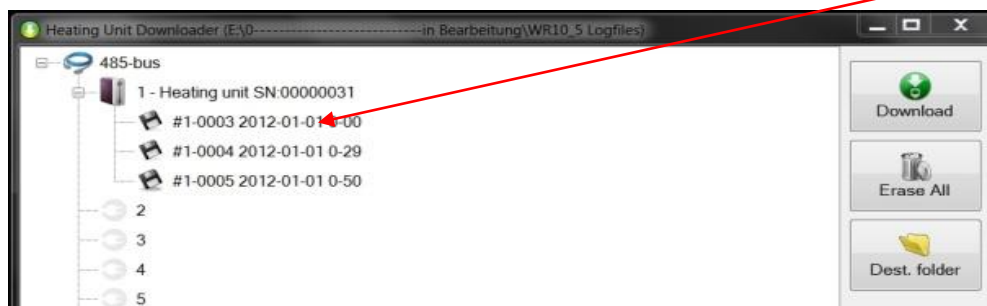 Heating Unit Downloader (E:\0-----------------------------in Bearbeitung\WR10_5 Logfiles)
485-bus
1 - Heating unit SN:00000031
#1-0003 2012-01-01 0-00
#1-0004 2012-01-01 0-29
#1-0005 2012-01-01 0-50
2
3
4
5
Download
Erase All
Dest. folder